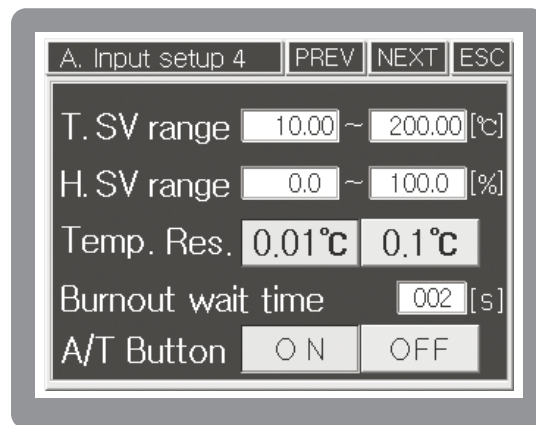 A. Input setup 4 PREV NEXT ESC
T. SV range 10.00 ~ 200.00 [℃]
H. SV range 0.0 ~ 100.0 [%]
Temp. Res. 0.01℃ 0.1℃
Burnout wait time 002 [s]
A/T Button ON OFF